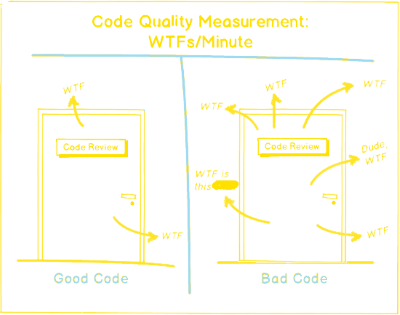 Code Quality Measurement:
WTFs/Minute
WTF
Code Review
WTF
Good Code
WTF
WTF
WTF
Code Review
Dude,
WTF
WTF is
this
WTF
Bad Code